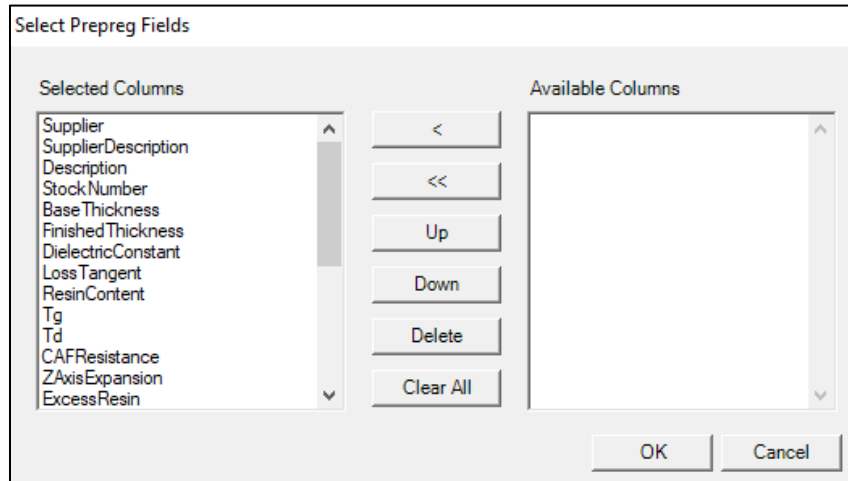 Select Prepreg Fields
Selected Columns
Available Columns
Supplier
SupplierDescription
Description
StockNumber
BaseThickness
FinishedThickness
DielectricConstant
LossTangent
ResinContent
Tg
Td
CAFResistance
ZAxisExpansion
ExcessResin
<
<<
Up
Down
Delete
Clear All
OK
Cancel